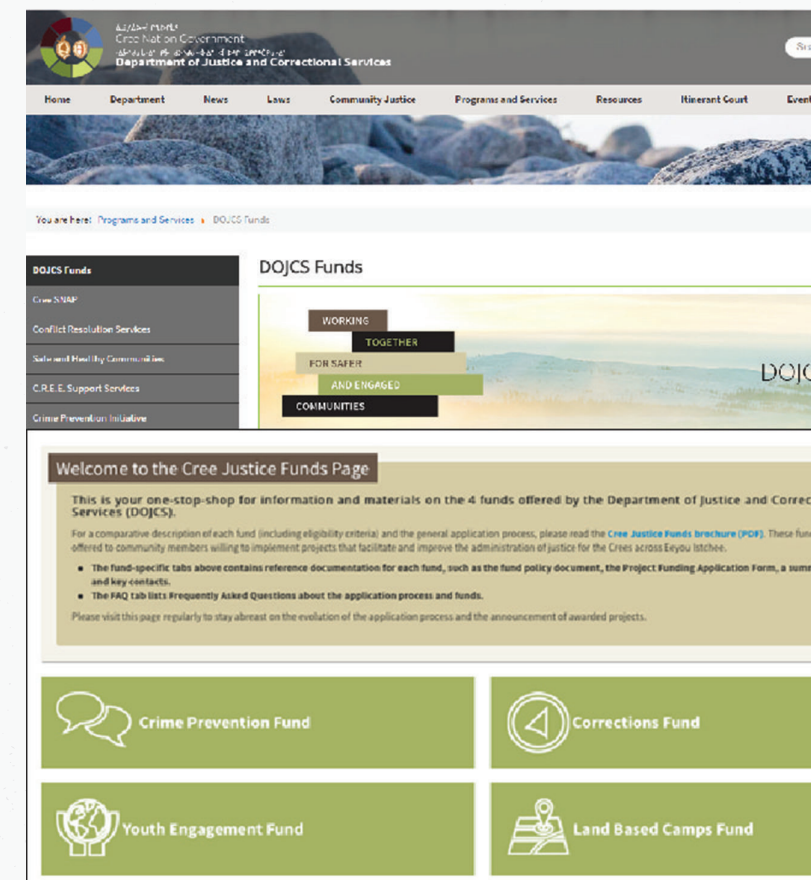 Cree Nation Government
Department of Justice and Correctional Services
Home Department News Laws Community Justice Programs and Services Resources Itinerant Court Event
You are here: Programs and Services DOJCS Funds
DOJCS Funds
Cree SNAP
Conflict Resolution Services
Safe and Healthy Communities
C.R.E.E. Support Services
Crime Prevention Initiative
DOJCS Funds
WORKING
TOGETHER
FOR SAFER
AND ENGAGED
COMMUNITIES
DOJC
Welcome to the Cree Justice Funds Page
This is your one-stop-shop for information and materials on the 4 funds offered by the Department of Justice and Correc
Services (DOJCS).
For a comparative description of each fund (including eligibility criteria) and the general application process, please read the Cree Justice Funds brochure (PDF). These fun
offered to community members willing to implement projects that facilitate and improve the administration of justice for the Crees across Eeyou Istchee.
The fund-specific tabs above contains reference documentation for each fund, such as the fund policy document, the Project Funding Application Form, a summ
and key contacts.
The FAQ tab lists Frequently Asked Questions about the application process and funds.
Please visit this page regularly to stay abreast on the evolution of the application process and the announcement of awarded projects.
Crime Prevention Fund
Corrections Fund
Youth Engagement Fund
Land Based Camps Fund